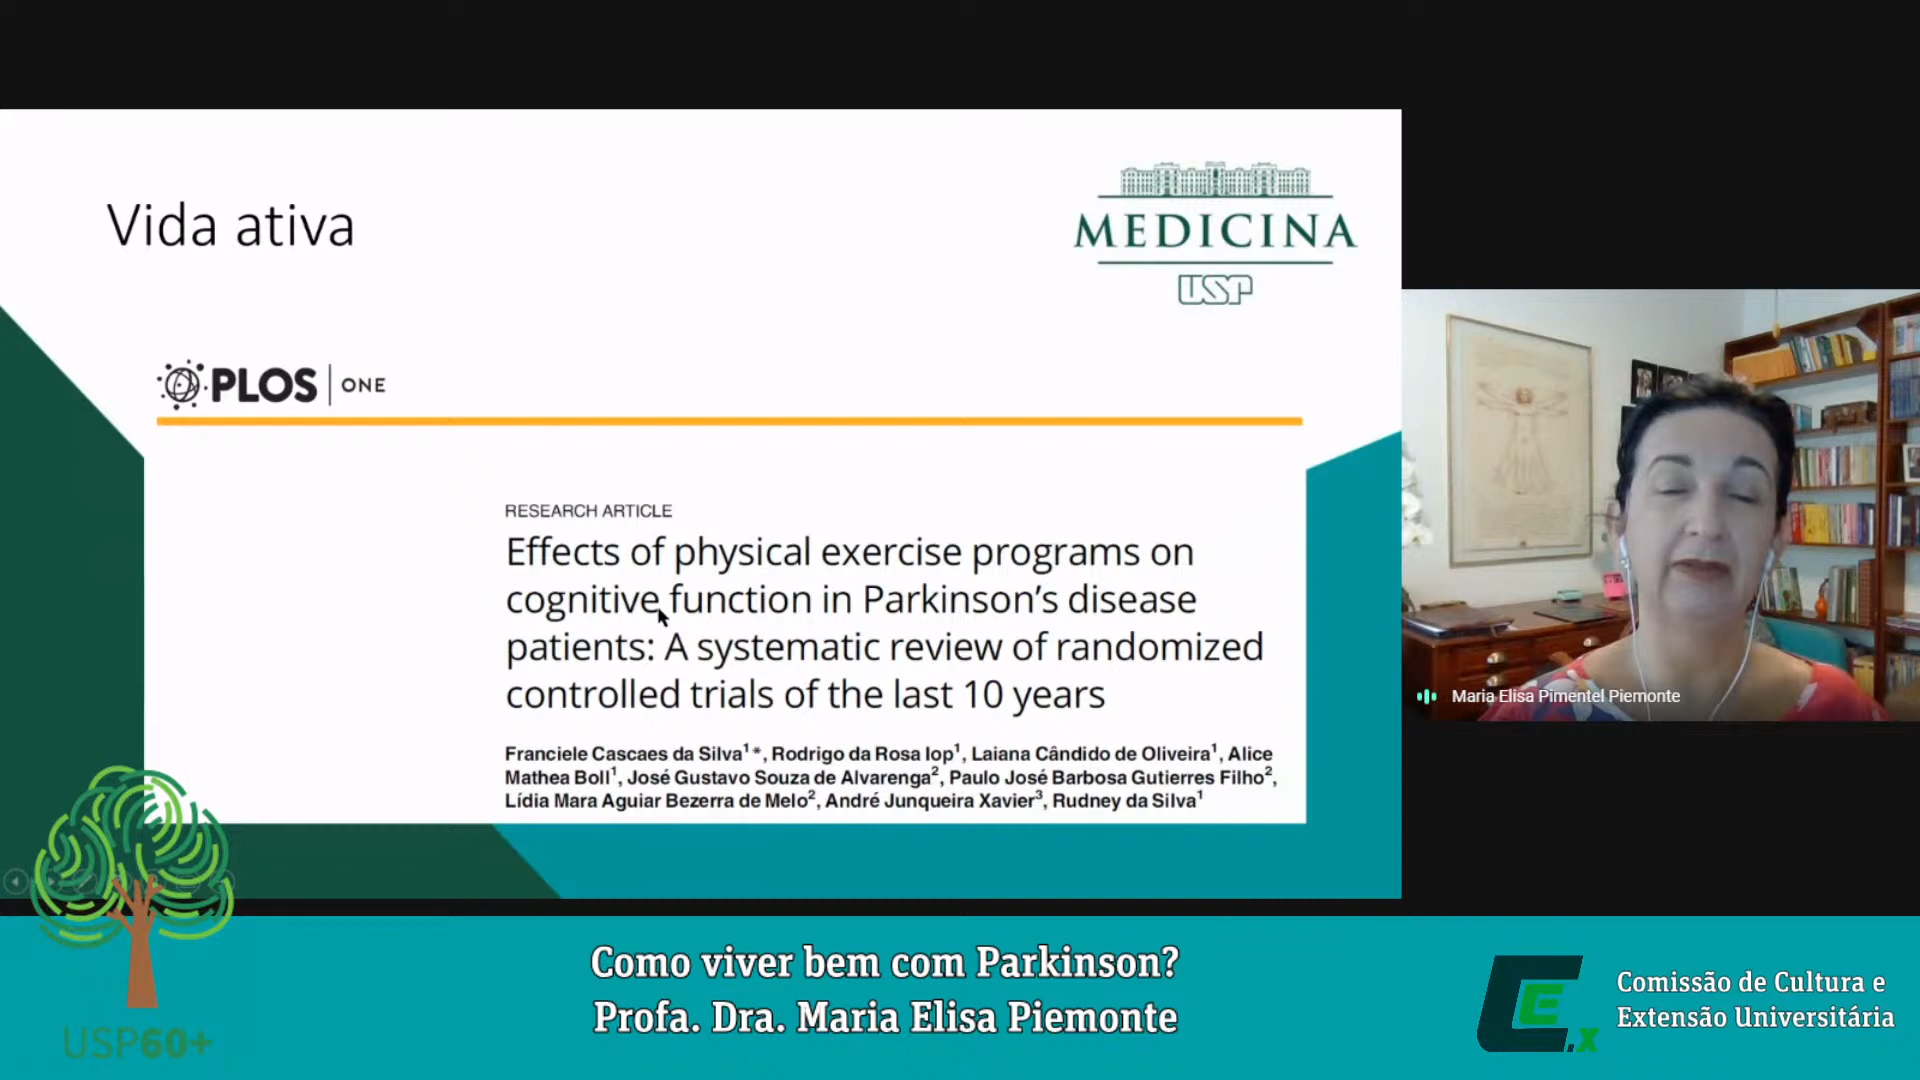 Vida ativa
MEDICINA
USP
PLOS | ONE
RESEARCH ARTICLE
Effects of physical exercise programs on
cognitive function in Parkinson's disease
patients: A systematic review of randomized
controlled trials of the last 10 years
Franciele Cascaes da Silva1*, Rodrigo da Rosa Iop1, Laiana Cândido de Oliveira1, Alice
Mathea Boll1, José Gustavo Souza de Alvarenga2, Paulo José Barbosa Gutierres Filho2,
Lídia Mara Aguiar Bezerra de Melo2, André Junqueira Xavier3, Rudney da Silva1
Maria Elisa Pimentel Piemonte
USP60+
Como viver bem com Parkinson?
Profa. Dra. Maria Elisa Piemonte
CEx
Comissão de Cultura e
Extensão Universitária